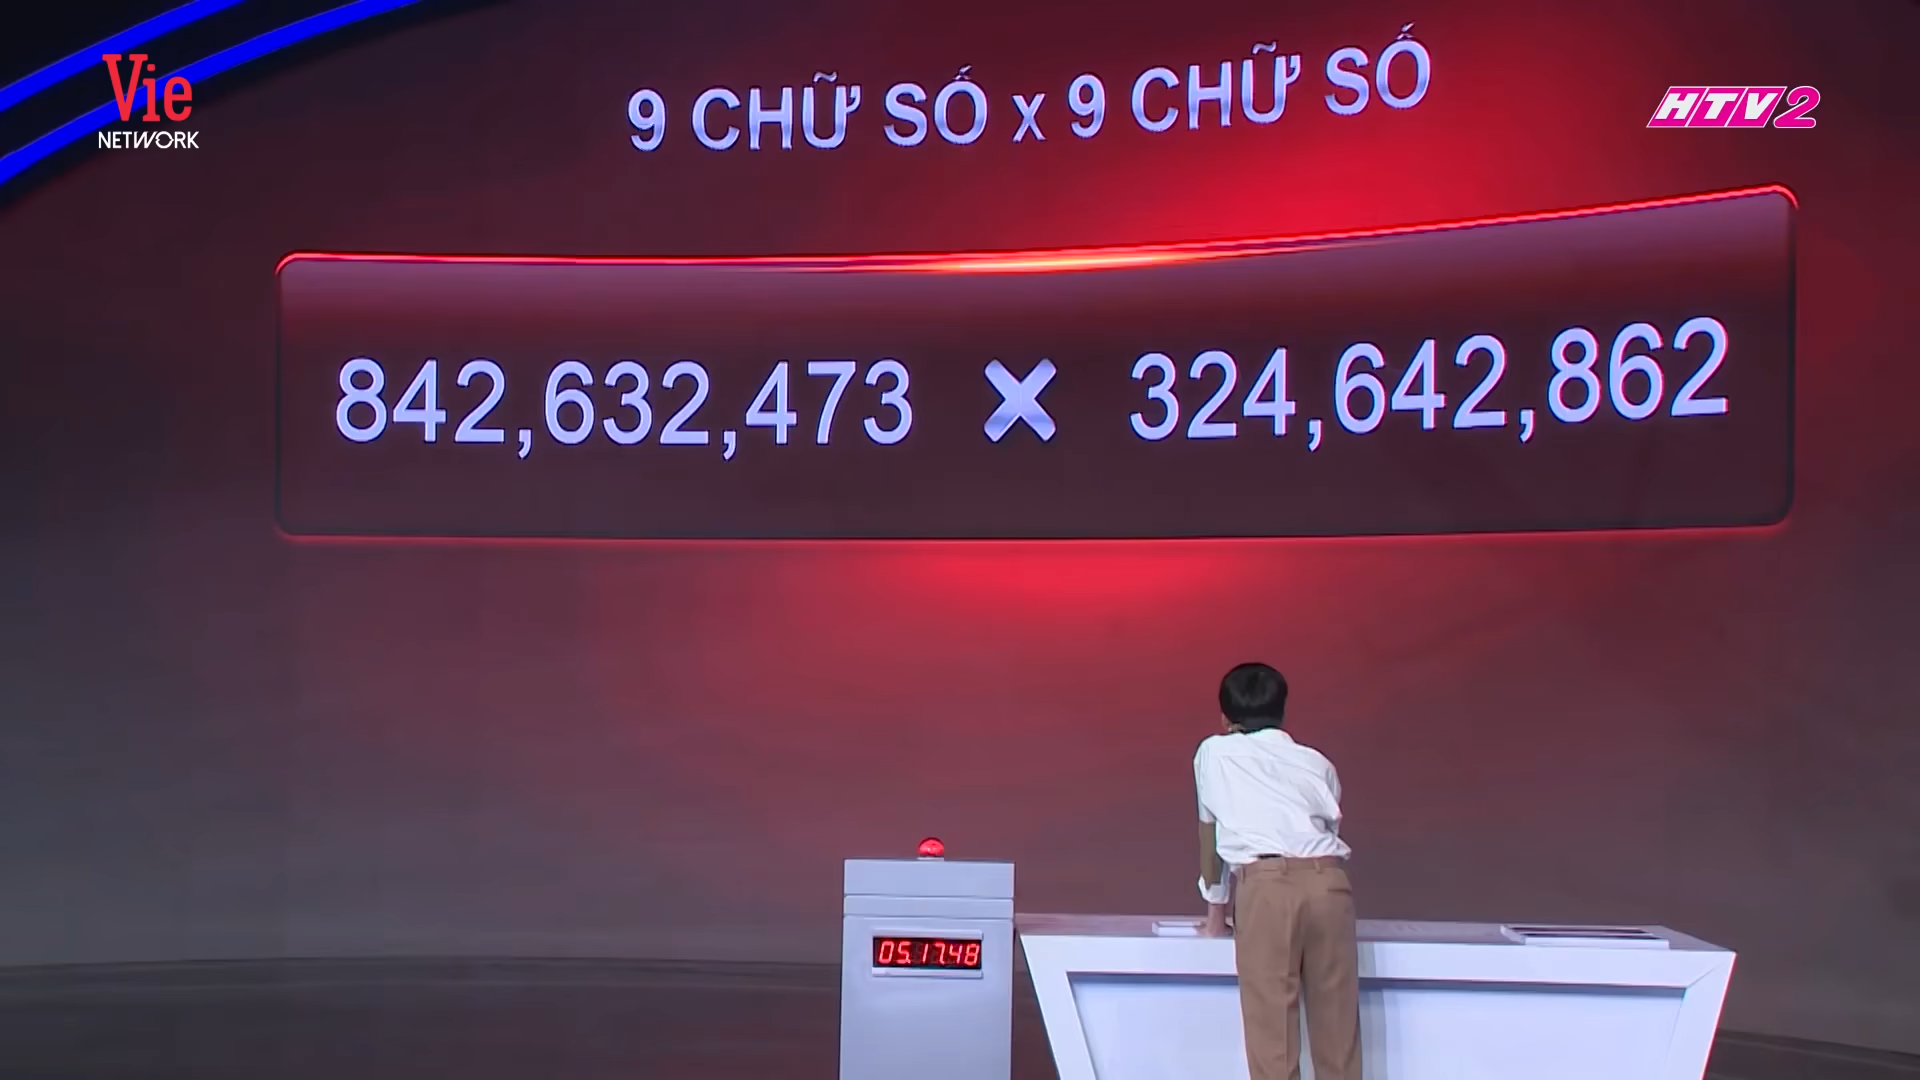 Vie
NETWORK
HTV2
9 CHỮ SỐ x 9 CHỮ SỐ
842,632,473 × 324,642,862
05.17.48